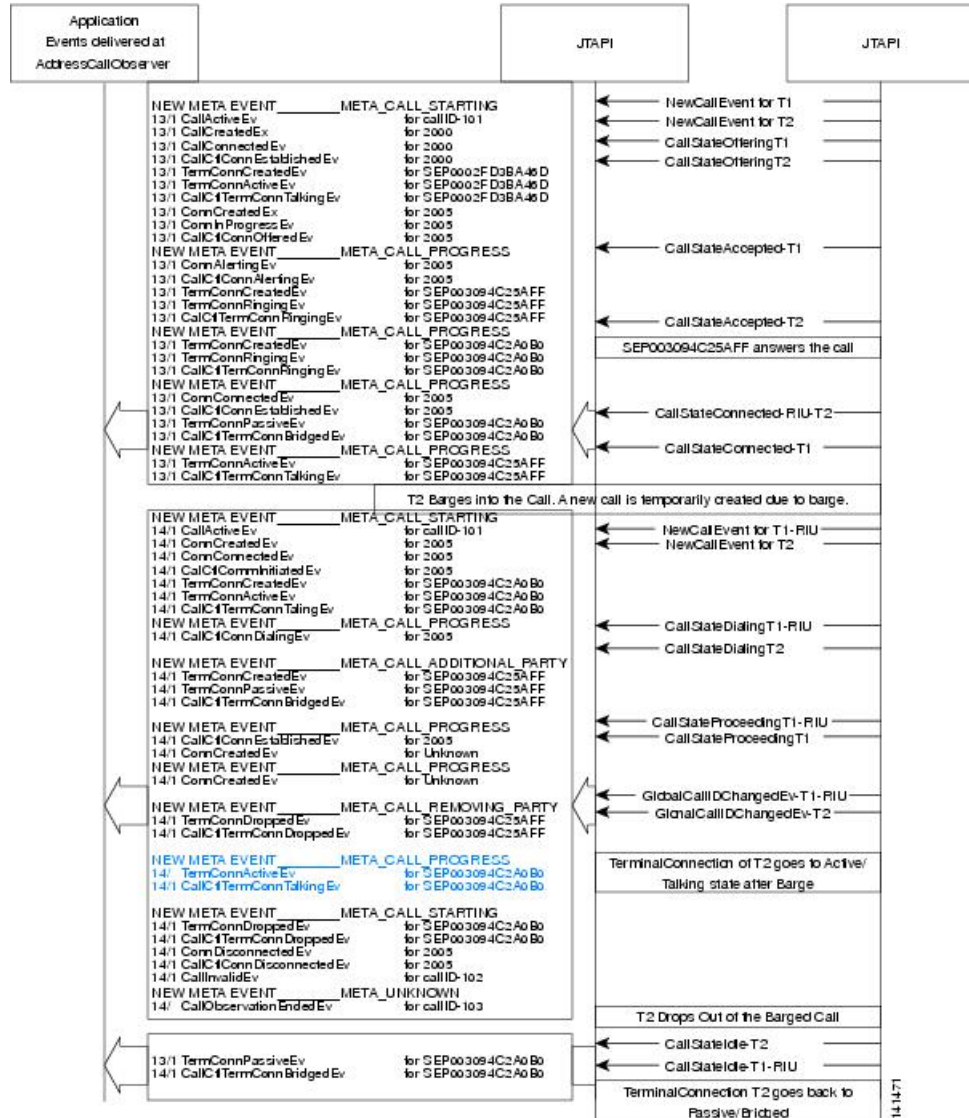 Application
Events delivered at
AddressCallObserver
JTAPI
JTAPI
NEW META EVENT________META_CALL_STARTING
13/1 CallActiveEv for callID-101
13/1 CallCreatedEx for 2000
13/1 CallConnectedEv for 2000
13/1 CallCtlConnEstablishedEv for 2000
13/1 TermConnCreatedEv for SEP0002FD3BA46D
13/1 TermConnActiveEv for SEP0002FD3BA46D
13/1 CallCtlTermConnTalkingEv for SEP0002FD3BA46D
13/1 ConnCreatedEx for 2005
13/1 ConnInProgressEv for 2005
13/1 CallCtlConnOfferedEv for 2005
NEW META EVENT________META_CALL_PROGRESS
13/1 ConnAlertingEv for 2005
13/1 CallCtlConnAlertingEv for 2005
13/1 TermConnCreatedEv for SEP003094C25AFF
13/1 TermConnRingingEv for SEP003094C25AFF
13/1 CalCtlTermConnRingingEv for SEP003094C25AFF
NEW META EVENT________META_CALL_PROGRESS
13/1 TermConnCreatedEv for SEP003094C2A0B0
13/1 TermConnRingingEv for SEP003094C2A0B0
13/1 CallCtlTermConnRingingEv for SEP003094C2A0B0
NEW META EVENT________META_CALL_PROGRESS
13/1 ConnConnectedEv for 2005
13/1 CallCtlConnEstablishedEv for 2005
13/1 TermConnPassiveEv for SEP003094C2A0B0
13/1 CallCtlTermConnBridgedEv for SEP003094C2A0B0
NEW META EVENT________META_CALL_PROGRESS
13/1 TermConnActiveEv for SEP003094C25AFF
13/1 CallCtlTermConnTalkingEv for SEP003094C25AFF
NewCallEvent for T1
NewCallEvent for T2
CallStateOfferingT1
CallStateOfferingT2
CallStateAccepted-T1
CallStateAccepted-T2
SEP003094C25AFF answers the call
CallStateConnected-RIU-T2
CallStateConnected-T1
T2 Barges into the Call. A new call is temporarily created due to barge.
NEW META EVENT________META_CALL_STARTING
14/1 CallActiveEv for callID-101
14/1 ConnCreatedEv for 2005
14/1 ConnConnectedEv for 2005
14/1 CalCtlCommInitiatedEv for 2005
14/1 TermConnCreatedEv for SEP003094C2A0B0
14/1 TermConnActiveEv for SEP003094C2A0B0
14/1 CallCtlTermConnTalingEv for SEP003094C2A0B0
NEW META EVENT________META_CALL_PROGRESS
14/1 CallCtlConnDialingEv for 2005
NEW META EVENT________META_CALL_ADDITIONAL_PARTY
14/1 TermConnCreatedEv for SEP003094C25AFF
14/1 TermConnPassiveEv for SEP003094C25AFF
14/1 CallCtlTermConnBridgedEv for SEP003094C25AFF
NEW META EVENT________META_CALL_PROGRESS
14/1 CallCtlConnEstablishedEv for 2005
14/1 ConnCreatedEv for Unknown
NEW META EVENT________META_CALL_PROGRESS
14/1 ConnCreatedEv for Unknown
NEW META EVENT________META_CALL_REMOVING_PARTY
14/1 TermConnDroppedEv for SEP003094C25AFF
14/1 CallCtlTermConnDroppedEv for SEP003094C25AFF
NEW META EVENT________META_CALL_PROGRESS
14/ TermConnActiveEv for SEP003094C2A0B0
14/1 CallCtlTermConnTalkingEv for SEP003094C2A0B0
NEW META EVENT________META_CALL_STARTING
14/1 TermConnDroppedEv for SEP003094C2A0B0
14/1 CallCtlTermConnDroppedEv for SEP003094C2A0B0
14/1 ConnDisconnectedEv for 2005
14/1 CallCtlConnDisconnectedEv for 2005
14/1 CallInvalidEv for callID-102
NEW META EVENT________META_UNKNOWN
14/ CallObservationEndedEv for callID-103
NewCallEvent for T1-RIU
NewCallEvent for T2
CallStateDialingT1-RIU
CallStateDialingT2
CallStateProceedingT1-RIU
CallStateProceedingT1
GlobalCallIDChangedEv-T1-RIU
GlcnalCallIDChangedEv-T2
TerminalConnection of T2 goes to Active/
Talking state after Barge
T2 Drops Out of the Barged Call
13/1 TermConnPassiveEv for SEP003094C2A0B0
14/1 CallCtlTermConnBridgedEv for SEP003094C2A0B0
CallStateIdle-T2
CallStateIdle-T1-RIU
TerminalConnection T2 goes back to
Passive/Bridged
141471